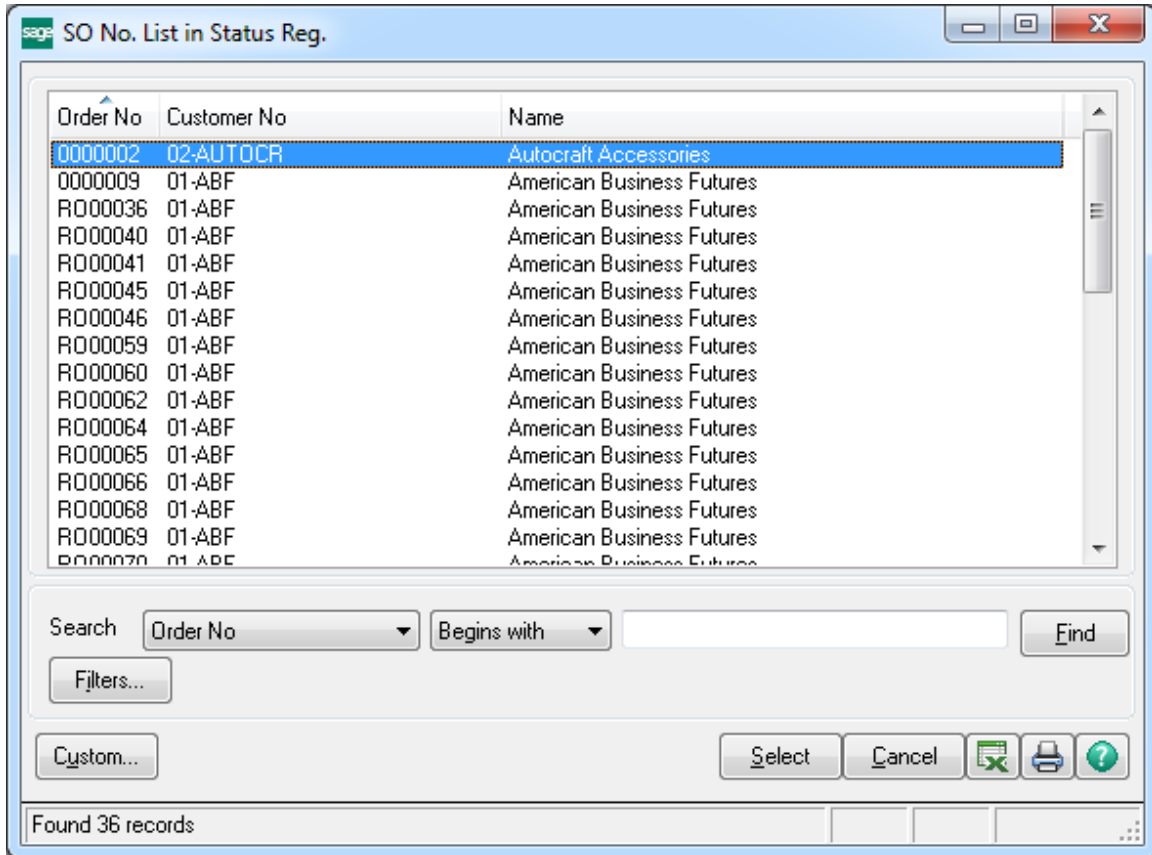 sage SO No. List in Status Reg.
Order No Customer No Name
0000002 02-AUTOCR Autocraft Accessories
0000009 01-ABF American Business Futures
RO00036 01-ABF American Business Futures
RO00040 01-ABF American Business Futures
RO00041 01-ABF American Business Futures
RO00045 01-ABF American Business Futures
RO00046 01-ABF American Business Futures
RO00059 01-ABF American Business Futures
RO00060 01-ABF American Business Futures
RO00062 01-ABF American Business Futures
RO00064 01-ABF American Business Futures
RO00065 01-ABF American Business Futures
RO00066 01-ABF American Business Futures
RO00068 01-ABF American Business Futures
RO00069 01-ABF American Business Futures
RO00070 01-ABF American Business Futures
Search Order No Begins with Find
Filters...
Custom... Select Cancel
Found 36 records